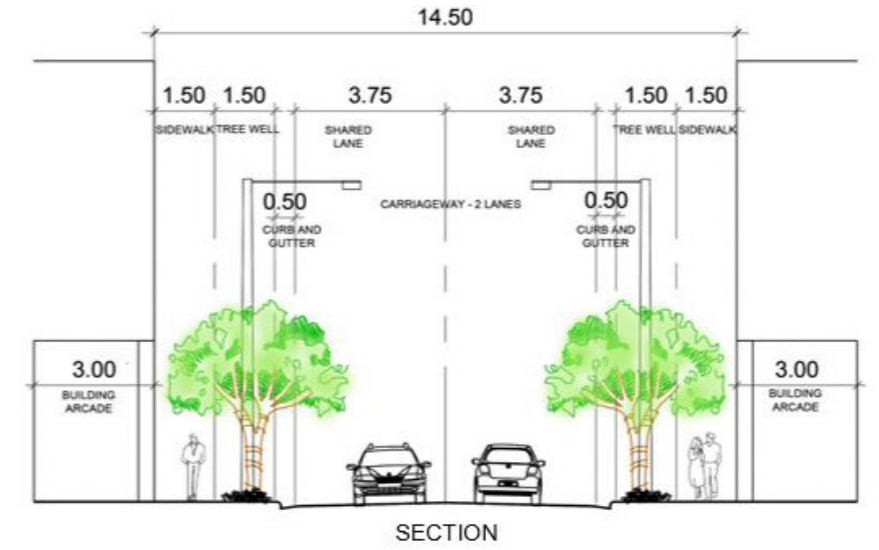 14.50
1.50 1.50 3.75 3.75 1.50 1.50
SIDEWALK TREE WELL SHARED LANE SHARED LANE TREE WELL SIDEWALK
0.50 CARRIAGEWAY - 2 LANES 0.50
CURB AND GUTTER CURB AND GUTTER
3.00 3.00
BUILDING ARCADE BUILDING ARCADE
SECTION